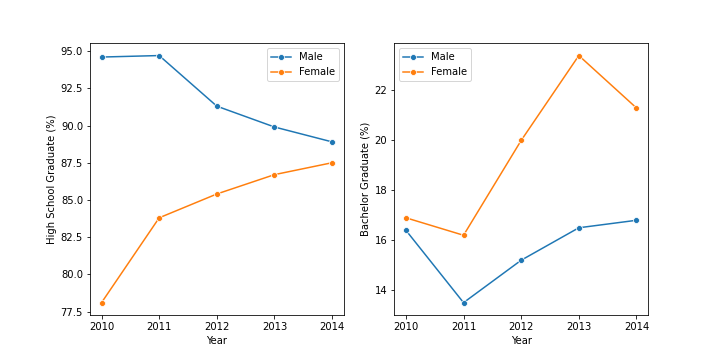 High School Graduate (%)
95.0
92.5
90.0
87.5
85.0
82.5
80.0
77.5
Male
Female
2010 2011 2012 2013 2014
Year
Bachelor Graduate (%)
22
20
18
16
14
Male
Female
2010 2011 2012 2013 2014
Year